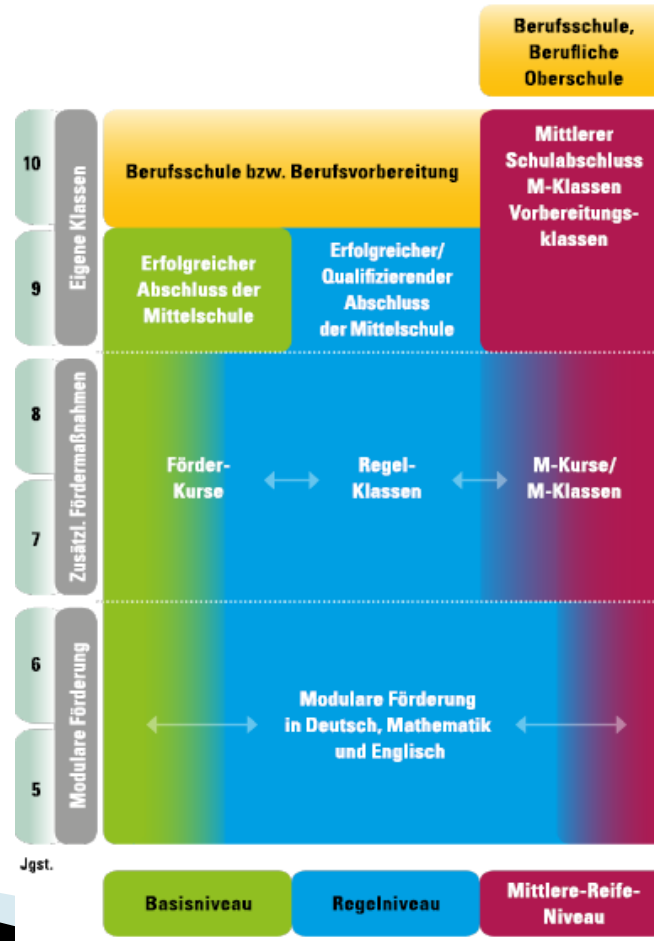 Berufsschule,
Berufliche
Oberschule
10
9
Eigene Klassen
Berufsschule bzw. Berufsvorbereitung
Mittlerer
Schulabschluss
M-Klassen
Vorbereitungs-
klassen
Erfolgreicher
Abschluss der
Mittelschule
Erfolgreicher/
Qualifizierender
Abschluss
der Mittelschule
8
7
Zusätzl. Fördermaßnahmen
Förder-
Kurse
Regel-
Klassen
M-Kurse/
M-Klassen
6
5
Modulare Förderung
Modulare Förderung
in Deutsch, Mathematik
und Englisch
Jgst.
Basisniveau
Regelniveau
Mittlere-Reife-
Niveau